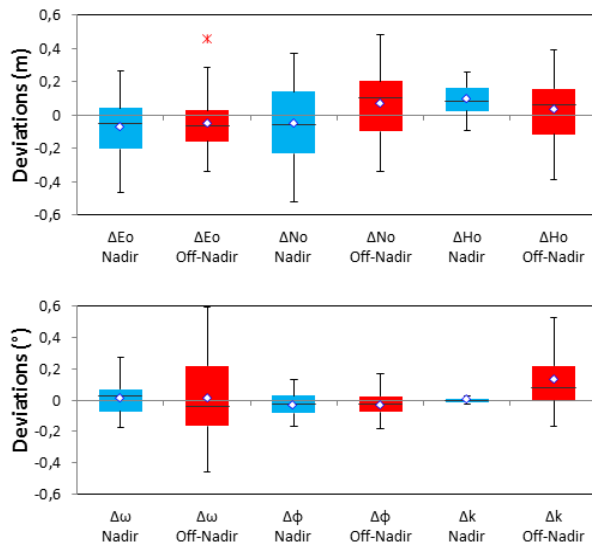 Deviations (m)
0,6
0,4
0,2
0
-0,2
-0,4
-0,6
ΔEo ΔEo ΔNo ΔNo ΔHo ΔHo
Nadir Off-Nadir Nadir Off-Nadir Nadir Off-Nadir
Deviations (°)
0,6
0,4
0,2
0
-0,2
-0,4
-0,6
Δω Δω Δϕ Δϕ Δk Δk
Nadir Off-Nadir Nadir Off-Nadir Nadir Off-Nadir